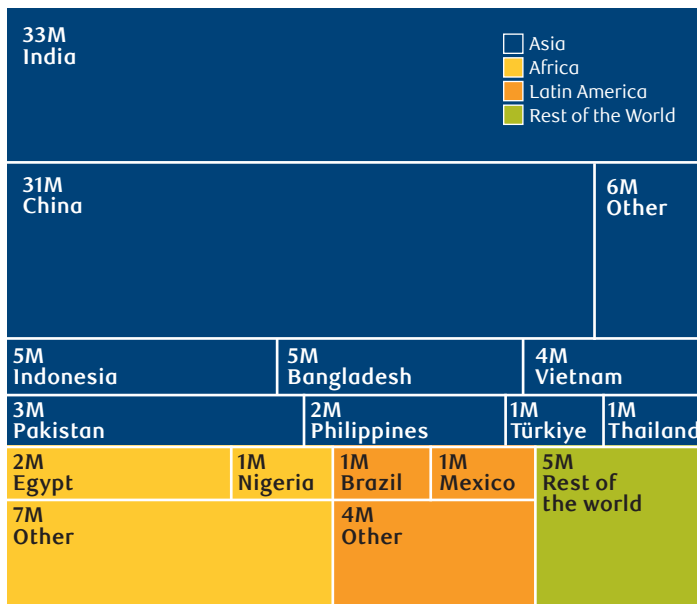 33M
India
Asia
Africa
Latin America
Rest of the World
31M
China
6M
Other
5M
Indonesia
5M
Bangladesh
4M
Vietnam
3M
Pakistan
2M
Philippines
1M
Türkiye
1M
Thailand
2M
Egypt
1M
Nigeria
1M
Brazil
1M
Mexico
5M
Rest of
the world
7M
Other
4M
Other